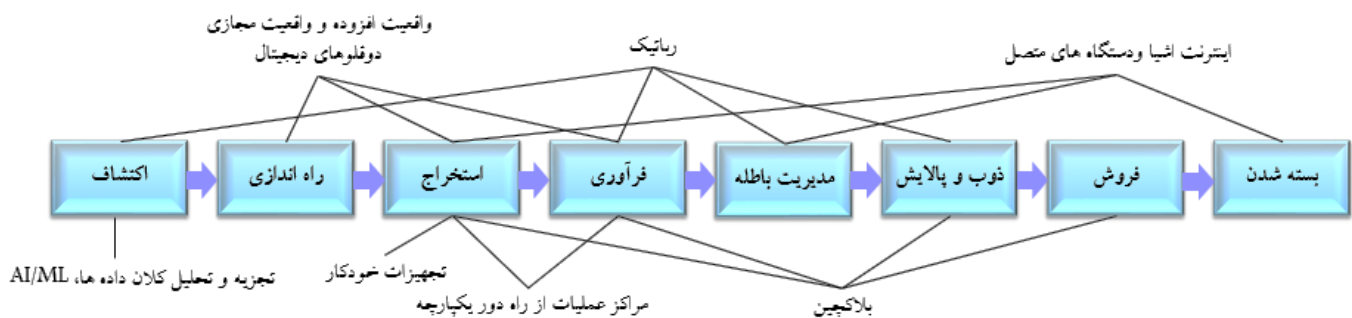 واقعیت افزوده و واقعیت مجازی
دوقلوهای دیجیتال
رباتیک
اینترنت اشیا ودستگاه های متصل
اکتشاف
راه اندازی
استخراج
فرآوری
مدیریت باطله
ذوب و پالایش
فروش
بسته شدن
تجزیه و تحلیل کلان داده ها، AI/ML
تجهیزات خودکار
مراکز عملیات از راه دور یکپارچه
بلاکچین